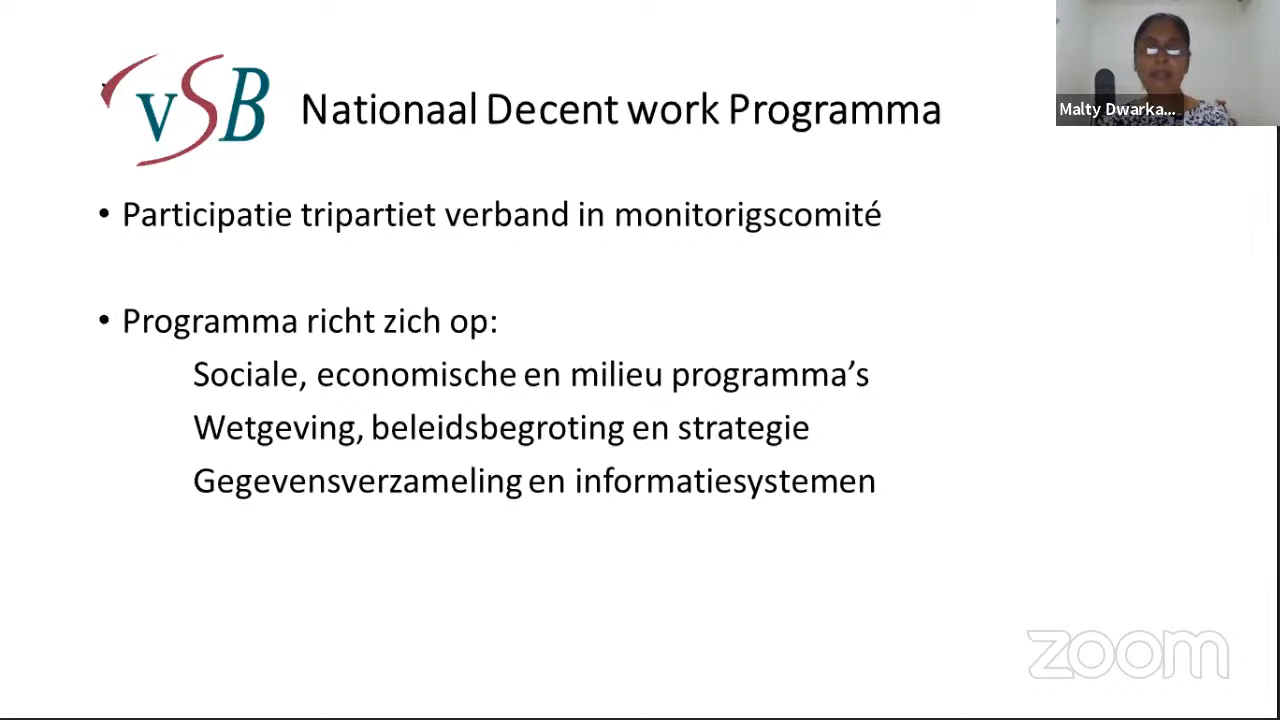 VSB
Nationaal Decent work Programma
Malty Dwarka...
• Participatie tripartiet verband in monitorigscomité
• Programma richt zich op:
Sociale, economische en milieu programma’s
Wetgeving, beleidsbegroting en strategie
Gegevensverzameling en informatiesystemen
zoom